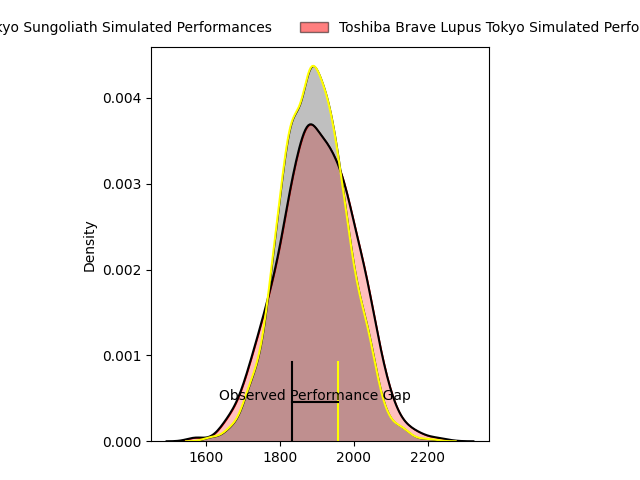 kyo Sungoliath Simulated Performances
Toshiba Brave Lupus Tokyo Simulated Perfo
0.004
0.003
0.002
0.001
0.000
Density
Observed Performance Gap
1600 1800 2000 2200